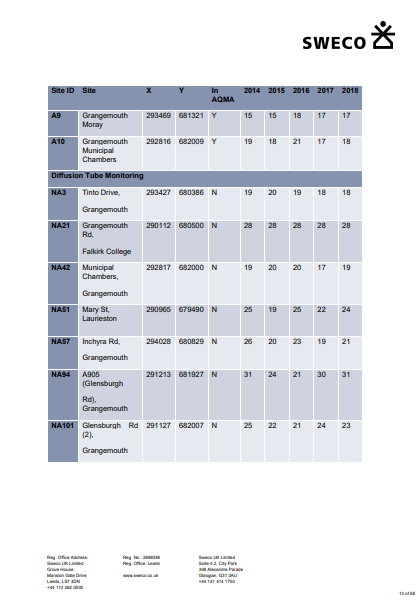 SWECO
Site ID Site X Y In AQMA 2014 2015 2016 2017 2018
A9 Grangemouth Moray 293469 681321 Y 15 15 18 17 17
A10 Grangemouth Municipal Chambers 292816 682009 Y 19 18 21 17 18
Diffusion Tube Monitoring
NA3 Tinto Drive, Grangemouth 293427 680386 N 19 20 19 18 18
NA21 Grangemouth Rd, Falkirk College 290112 680500 N 28 28 28 28 28
NA42 Municipal Chambers, Grangemouth 292817 682000 N 19 20 20 17 19
NA51 Mary St, Laurieston 290965 679490 N 25 19 25 22 24
NA57 Inchyra Rd, Grangemouth 294028 680829 N 26 20 23 19 21
NA94 A905 (Glensburgh Rd), Grangemouth 291213 681927 N 31 24 21 30 31
NA101 Glensburgh Rd (2), Grangemouth 291127 682007 N 25 22 21 24 23
Reg. Office Address:
Sweco UK Limited
Grove House
Mansion Gate Drive
Leeds, LS7 4DN
+44 113 262 0000
Reg. No.: 2888385
Reg. Office: Leeds
www.sweco.co.uk
Sweco UK Limited
Suite 4.2, City Park
368 Alexandra Parade
Glasgow, G31 3AU
+44 141 414 1700
13 of 68